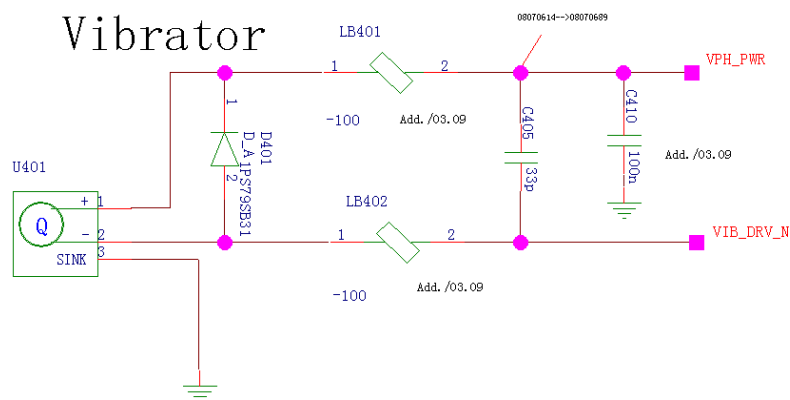 Vibrator
08070614-->08070689
LB401
1
2
VPH_PWR
-100
Add./03.09
C405
33p
C410
100n
Add./03.09
1
D401
D_A1PS79SB31
2
U401
+
1
Q
-
2
SINK
3
LB402
1
2
VIB_DRV_N
-100
Add./03.09